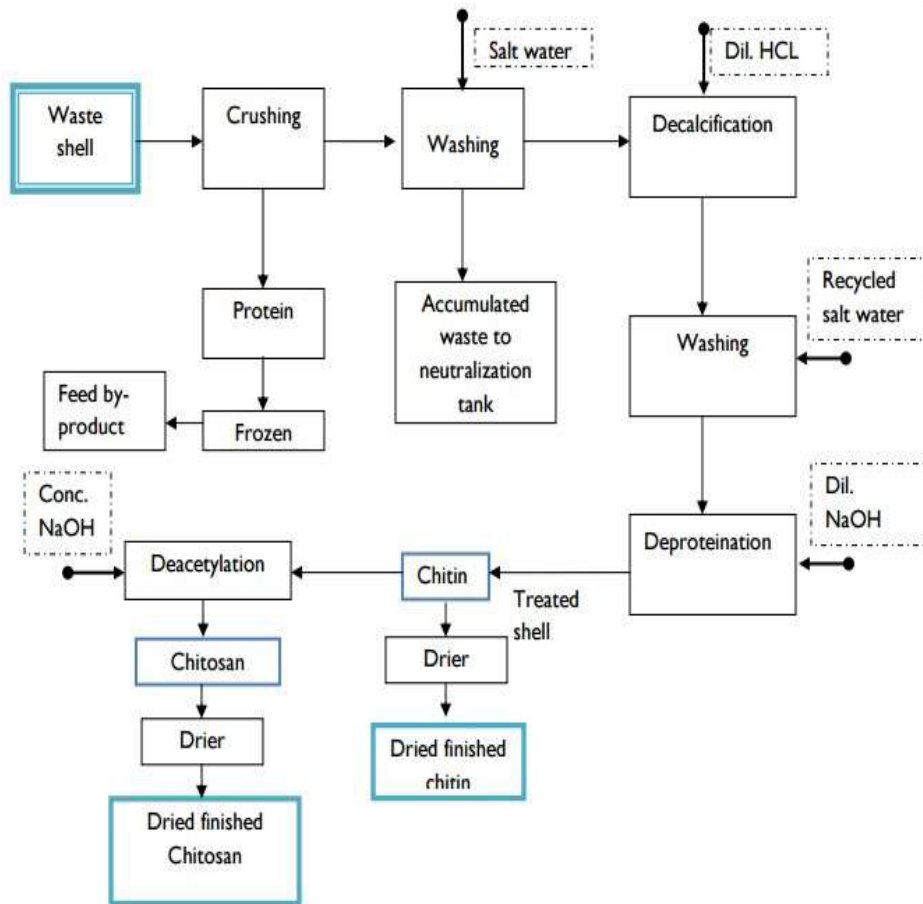 Salt water
Dil. HCL
Waste
shell
Crushing
Washing
Decalcification
Protein
Accumulated
waste to
neutralization
tank
Washing
Recycled
salt water
Feed by-
product
Frozen
Conc.
NaOH
Deacetylation
Chitin
Treated
shell
Deproteination
Dil.
NaOH
Chitosan
Drier
Drier
Dried finished
chitin
Dried finished
Chitosan